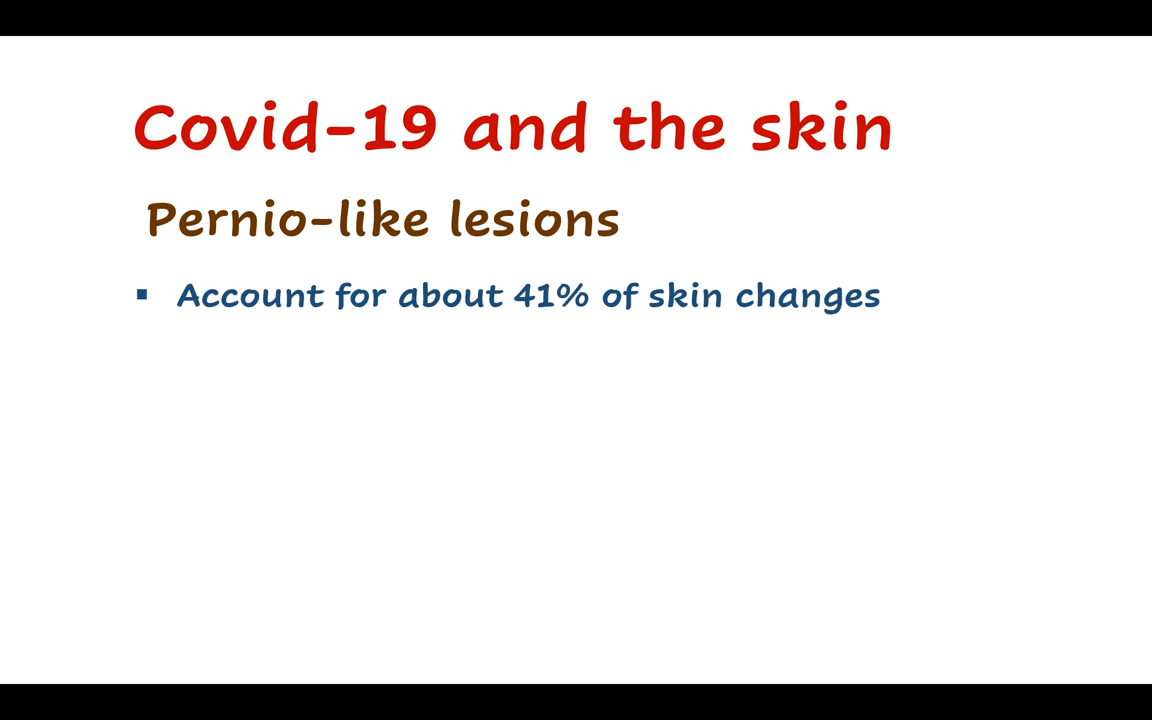 Covid-19 and the skin
Pernio-like lesions
▪ Account for about 41% of skin changes